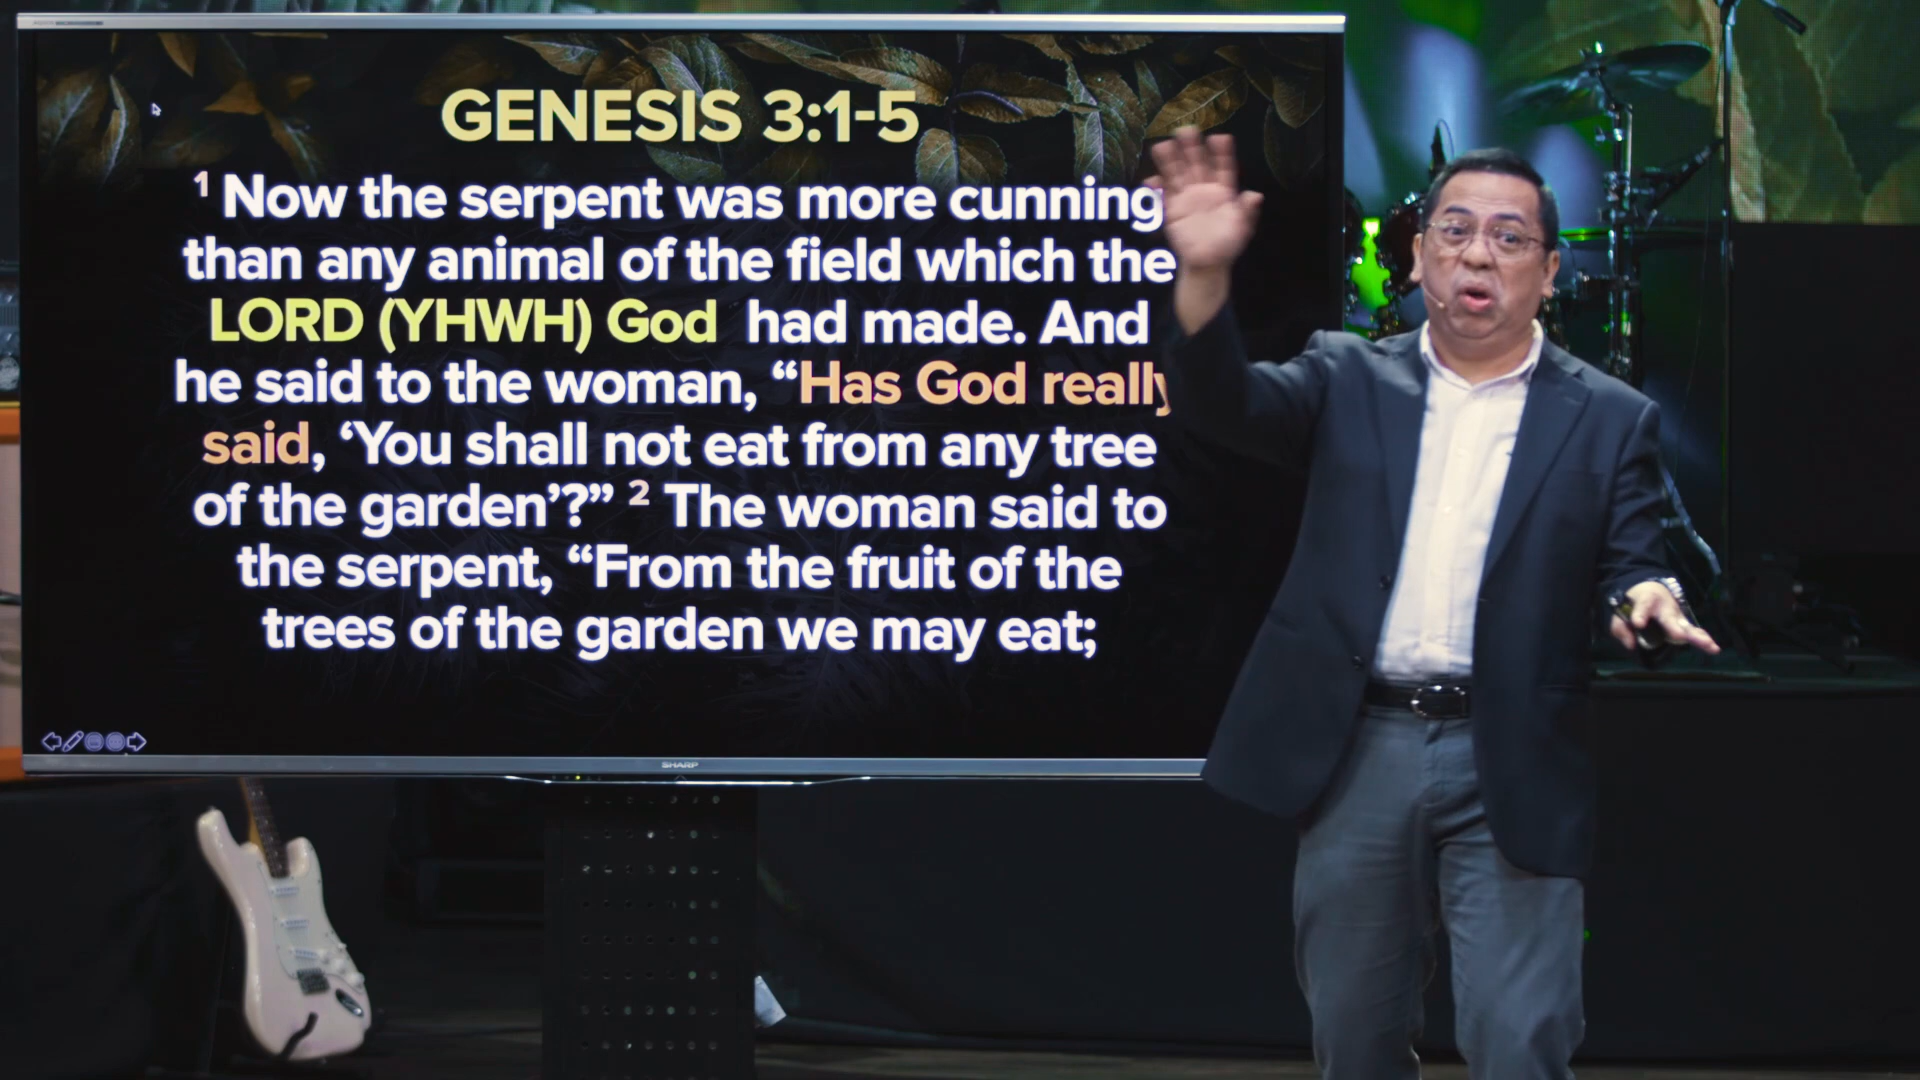 GENESIS 3:1-5
1 Now the serpent was more cunning
than any animal of the field which the
LORD (YHWH) God had made. And
he said to the woman, “Has God really
said, ‘You shall not eat from any tree
of the garden’?” 2 The woman said to
the serpent, “From the fruit of the
trees of the garden we may eat;
SHARP